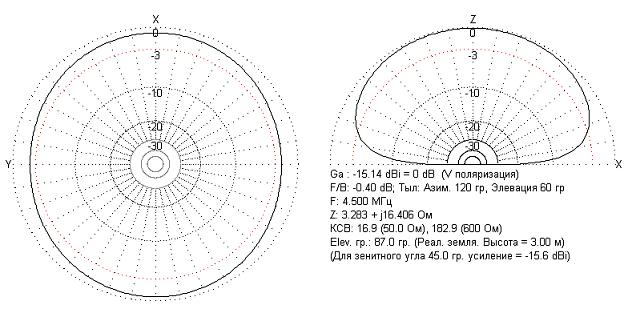 X
0
-3
-10
-20
-30
Y
Z
0
-3
-10
-20
-30
X
Ga : -15.14 dBi = 0 dB (V поляризация)
F/B: -0.40 dB; Тыл: Азим. 120 гр, Элевация 60 гр
F: 4.500 МГц
Z: 3.283 + j16.406 Ом
КСВ: 16.9 (50.0 Ом), 182.9 (600 Ом)
Elev. гр.: 87.0 гр. (Реал. земля. Высота = 3.00 м)
(Для зенитного угла 45.0 гр. усиление = -15.6 dBi)